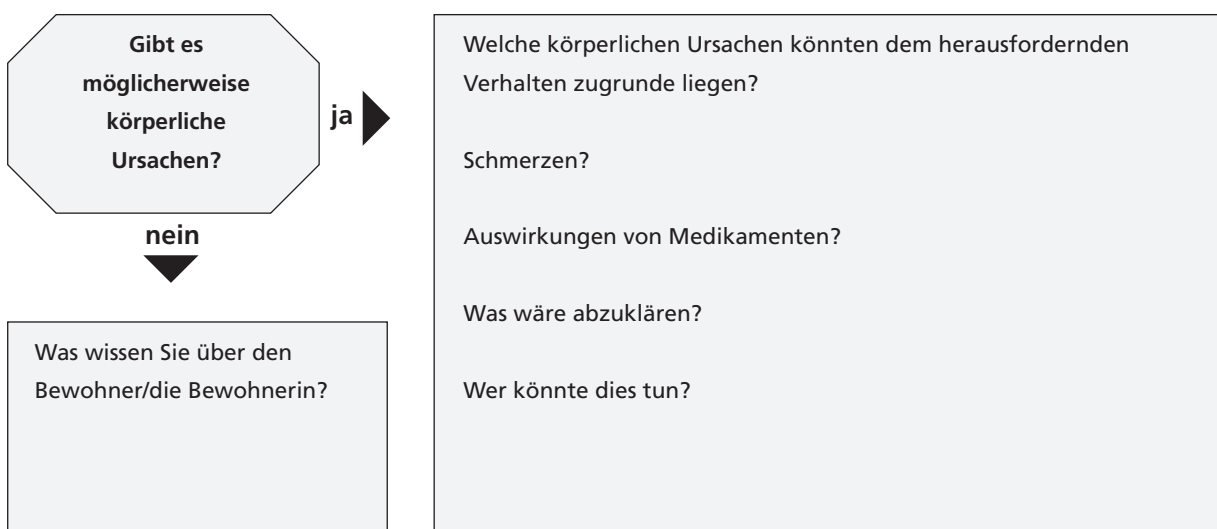 Gibt es
möglicherweise
körperliche
Ursachen?
ja
Welche körperlichen Ursachen könnten dem herausfordernden
Verhalten zugrunde liegen?
Schmerzen?
Auswirkungen von Medikamenten?
Was wäre abzuklären?
Wer könnte dies tun?
nein
Was wissen Sie über den
Bewohner/die Bewohnerin?